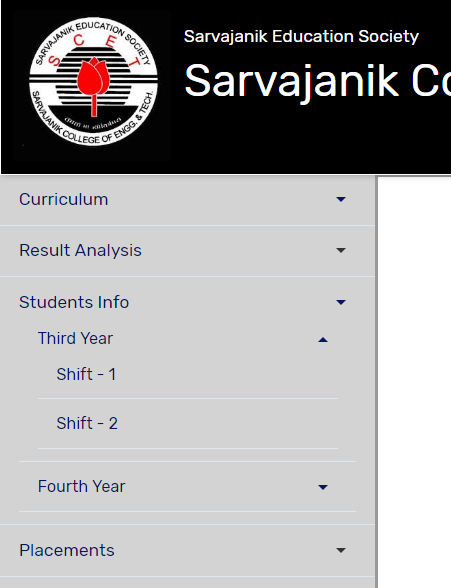 SARVAJANIK EDUCATION SOCIETY
SCET
SARVAJANIK COLLEGE OF ENGG. & TECH.
Sarvajanik Education Society
Sarvajanik Co
Curriculum
Result Analysis
Students Info
Third Year
Shift - 1
Shift - 2
Fourth Year
Placements